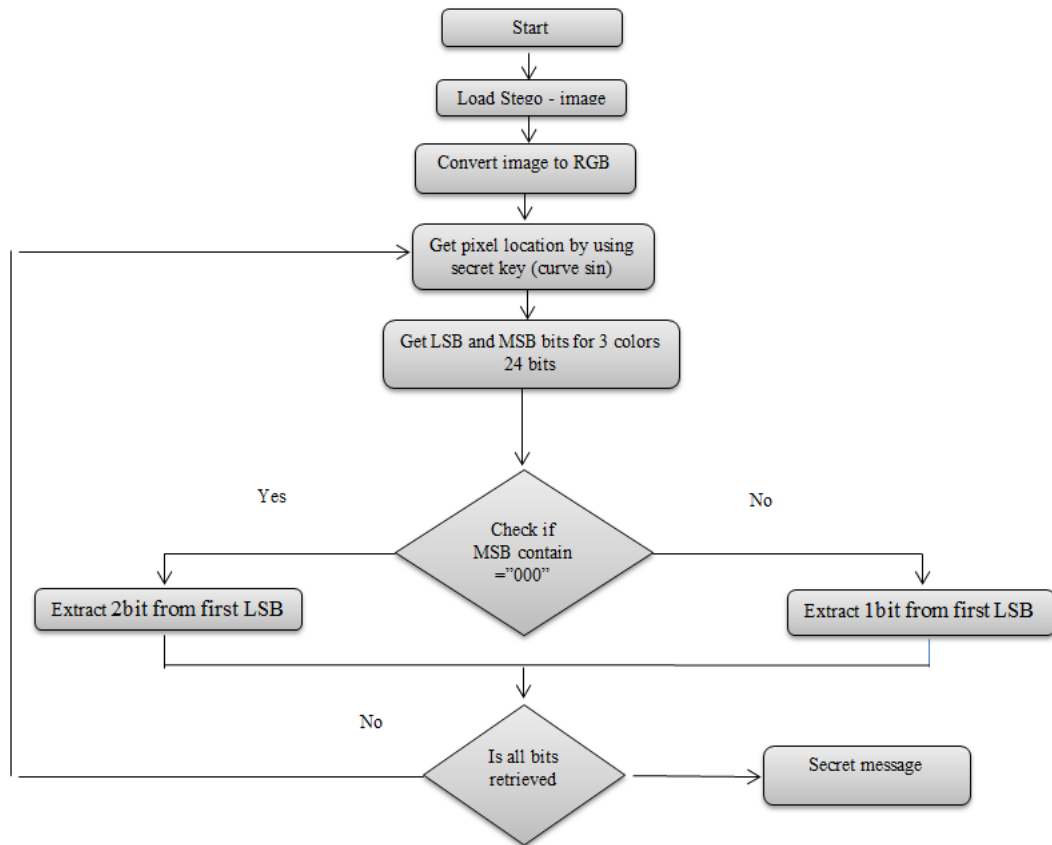 Start
Load Stego - image
Convert image to RGB
Get pixel location by using
secret key (curve sin)
Get LSB and MSB bits for 3 colors
24 bits
Yes
No
Check if
MSB contain
="000"
Extract 2bit from first LSB
Extract 1bit from first LSB
No
Is all bits
retrieved
Secret message